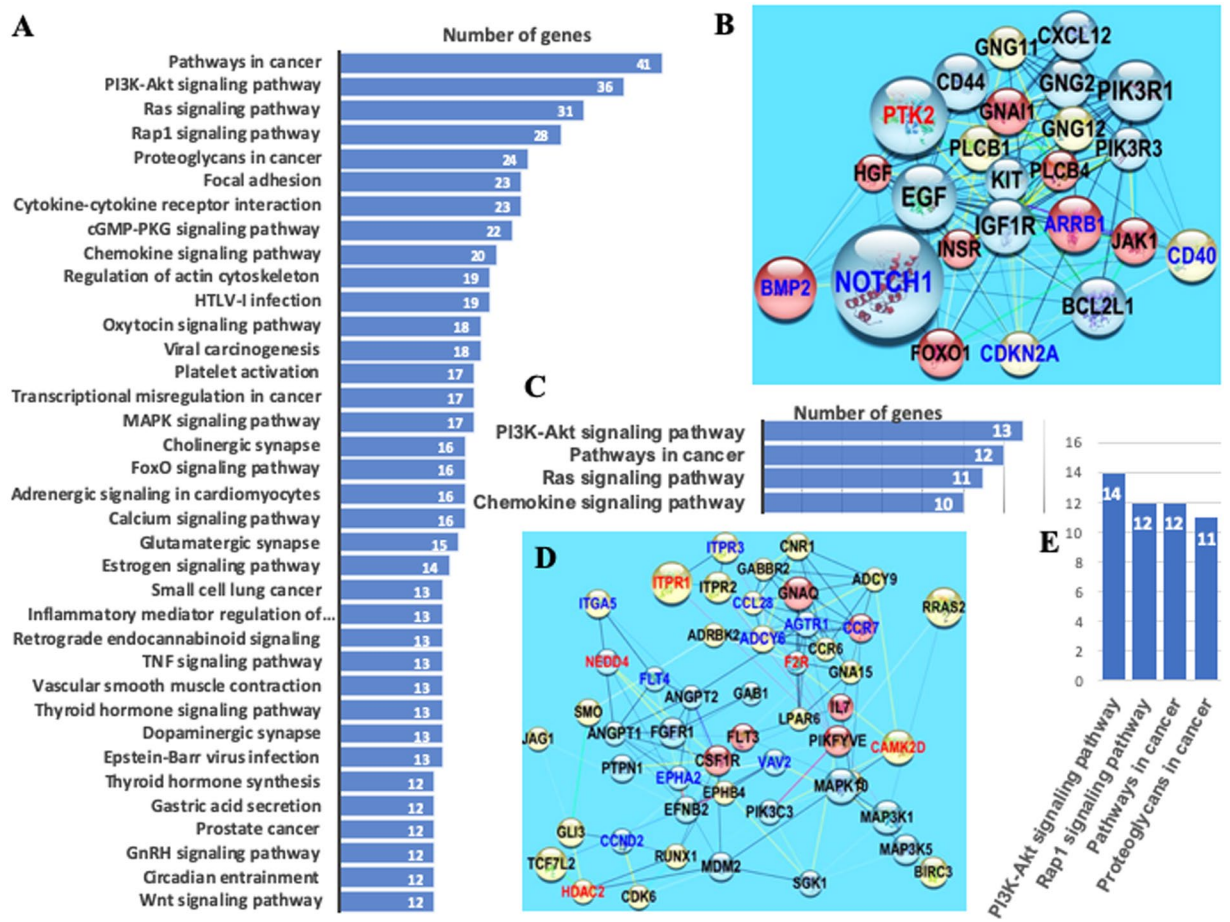 A
Number of genes
Pathways in cancer 41
PI3K-Akt signaling pathway 36
Ras signaling pathway 31
Rap1 signaling pathway 28
Proteoglycans in cancer 24
Focal adhesion 23
Cytokine-cytokine receptor interaction 23
cGMP-PKG signaling pathway 22
Chemokine signaling pathway 20
Regulation of actin cytoskeleton 19
HTLV-I infection 19
Oxytocin signaling pathway 18
Viral carcinogenesis 18
Platelet activation 17
Transcriptional misregulation in cancer 17
MAPK signaling pathway 17
Cholinergic synapse 16
FoxO signaling pathway 16
Adrenergic signaling in cardiomyocytes 16
Calcium signaling pathway 16
Glutamatergic synapse 15
Estrogen signaling pathway 14
Small cell lung cancer 13
Inflammatory mediator regulation of... 13
Retrograde endocannabinoid signaling 13
TNF signaling pathway 13
Vascular smooth muscle contraction 13
Thyroid hormone signaling pathway 13
Dopaminergic synapse 13
Epstein-Barr virus infection 13
Thyroid hormone synthesis 12
Gastric acid secretion 12
Prostate cancer 12
GnRH signaling pathway 12
Circadian entrainment 12
Wnt signaling pathway 12
B
CXCL12
GNG11
CD44
GNG2
PIK3R1
PTK2
GNAI1
GNG12
PLCB1
PIK3R3
HGF
KIT
PLCB4
EGF
IGF1R
ARRB1
INSR
JAK1
CD40
BMP2
NOTCH1
BCL2L1
FOXO1
CDKN2A
C
Number of genes
PI3K-Akt signaling pathway 13
Pathways in cancer 12
Ras signaling pathway 11
Chemokine signaling pathway 10
D
ITPR3
CNR1
GABBR2
ITPR1
ITPR2
ADCY9
GNAQ
ITGA5
CCL28
RRAS2
AGTR1
CCR7
ADRBK2
ADCY6
CCR6
NEDD4
F2R
GNA15
FLT4
ANGPT2
GAB1
IL7
SMO
LPAR6
JAG1
ANGPT1
FGFR1
FLT3
PIKFYVE
CAMK2D
CSF1R
PTPN1
VAV2
EPHA2
MAPK10
EPHB4
EFNB2
PIK3C3
MAP3K1
GLI3
CCND2
MAP3K5
TCF7L2
RUNX1
MDM2
BIRC3
SGK1
HDAC2
CDK6
E
16
14
12
10
8
6
4
2
0
14
12
12
11
PI3K-Akt signaling pathway
Rap1 signaling pathway
Pathways in cancer
Proteoglycans in cancer